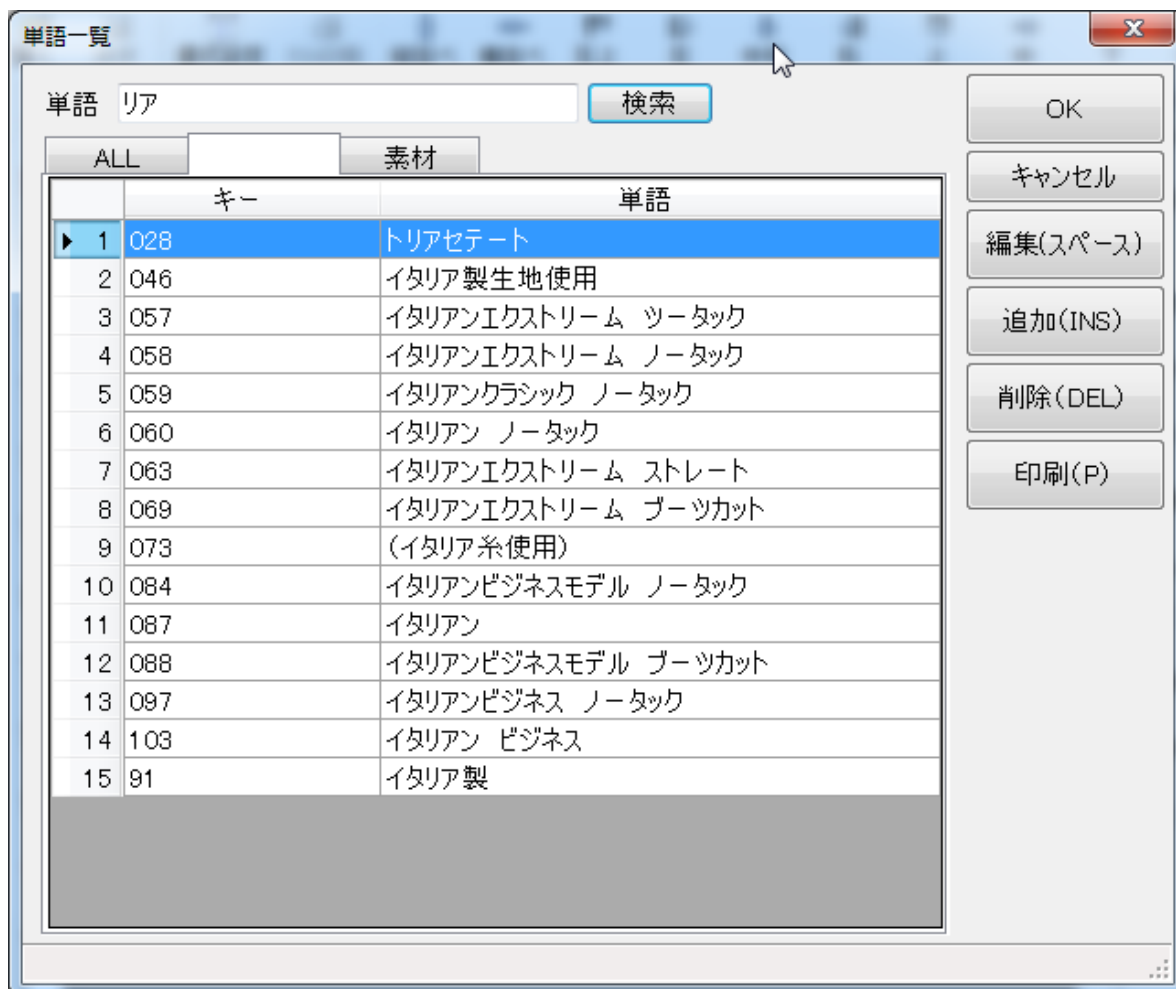 単語一覧
単語 リア 検索
ALL 素材
キー 単語
1 028 トリアセテート
2 046 イタリア製生地使用
3 057 イタリアンエクストリーム ツータック
4 058 イタリアンエクストリーム ノータック
5 059 イタリアンクラシック ノータック
6 060 イタリアン ノータック
7 063 イタリアンエクストリーム ストレート
8 069 イタリアンエクストリーム ブーツカット
9 073 (イタリア糸使用)
10 084 イタリアンビジネスモデル ノータック
11 087 イタリアン
12 088 イタリアンビジネスモデル ブーツカット
13 097 イタリアンビジネス ノータック
14 103 イタリアン ビジネス
15 91 イタリア製
OK
キャンセル
編集(スペース)
追加(INS)
削除(DEL)
印刷(P)